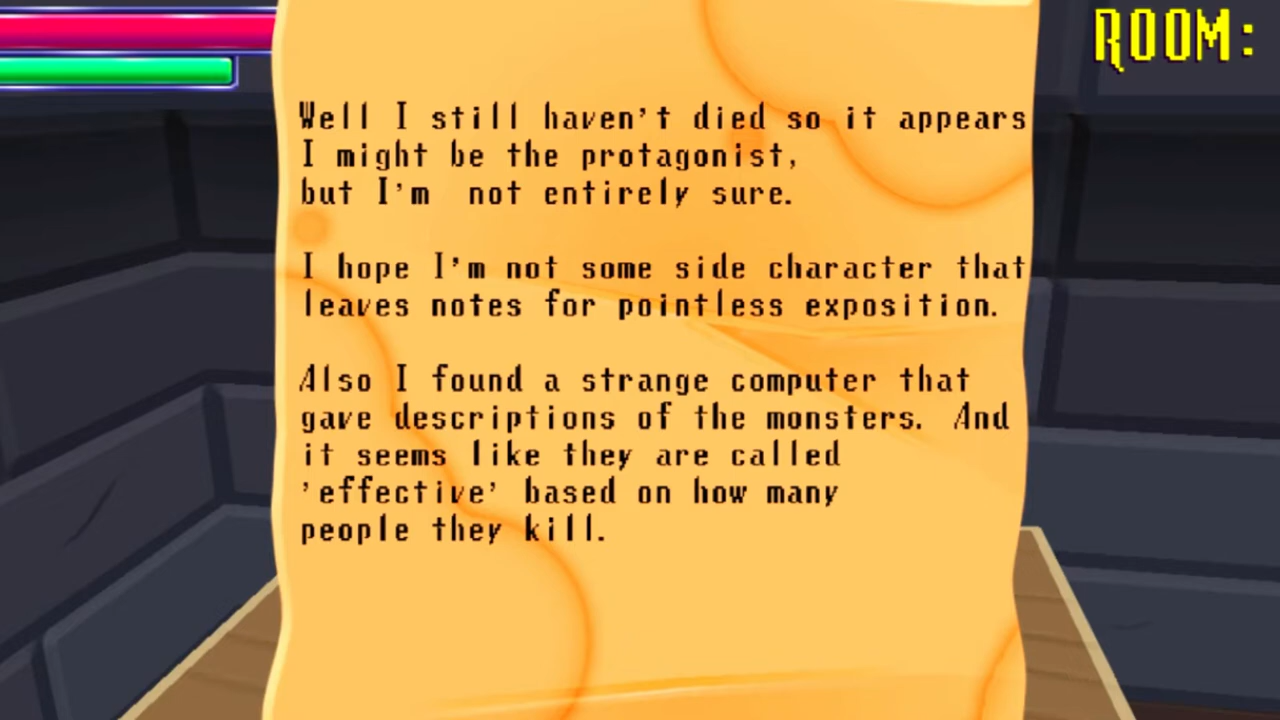 ROOM:
Well I still haven't died so it appears
I might be the protagonist,
but I'm  not entirely sure.
I hope I'm not some side character that
leaves notes for pointless exposition.
Also I found a strange computer that
gave descriptions of the monsters.  And
it seems like they are called
'effective' based on how many
people they kill.